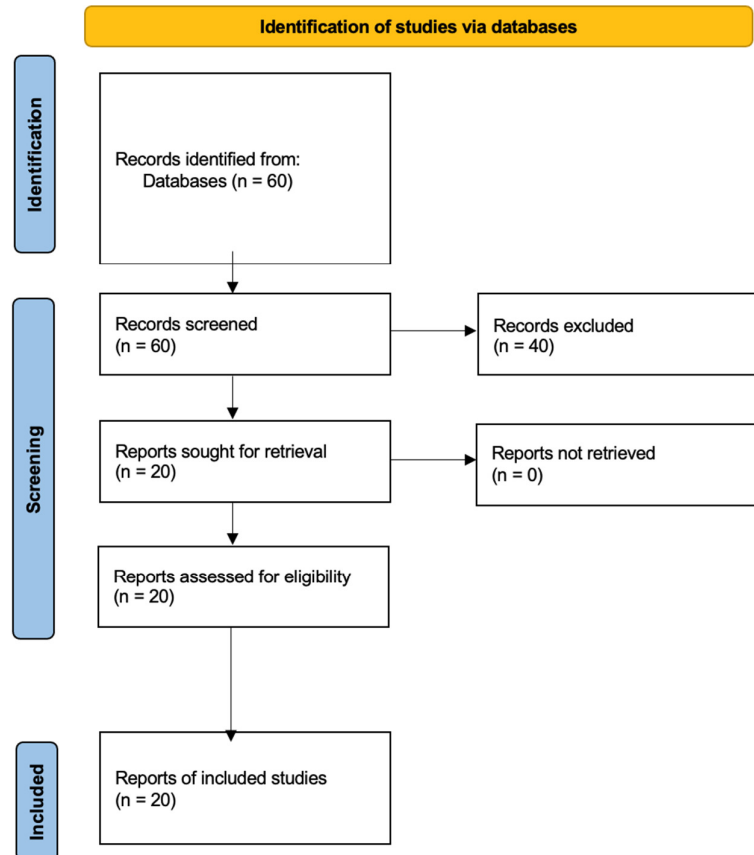 Identification of studies via databases
Identification
Records identified from:
Databases (n = 60)
Screening
Records screened
(n = 60)
Records excluded
(n = 40)
Reports sought for retrieval
(n = 20)
Reports not retrieved
(n = 0)
Reports assessed for eligibility
(n = 20)
Included
Reports of included studies
(n = 20)